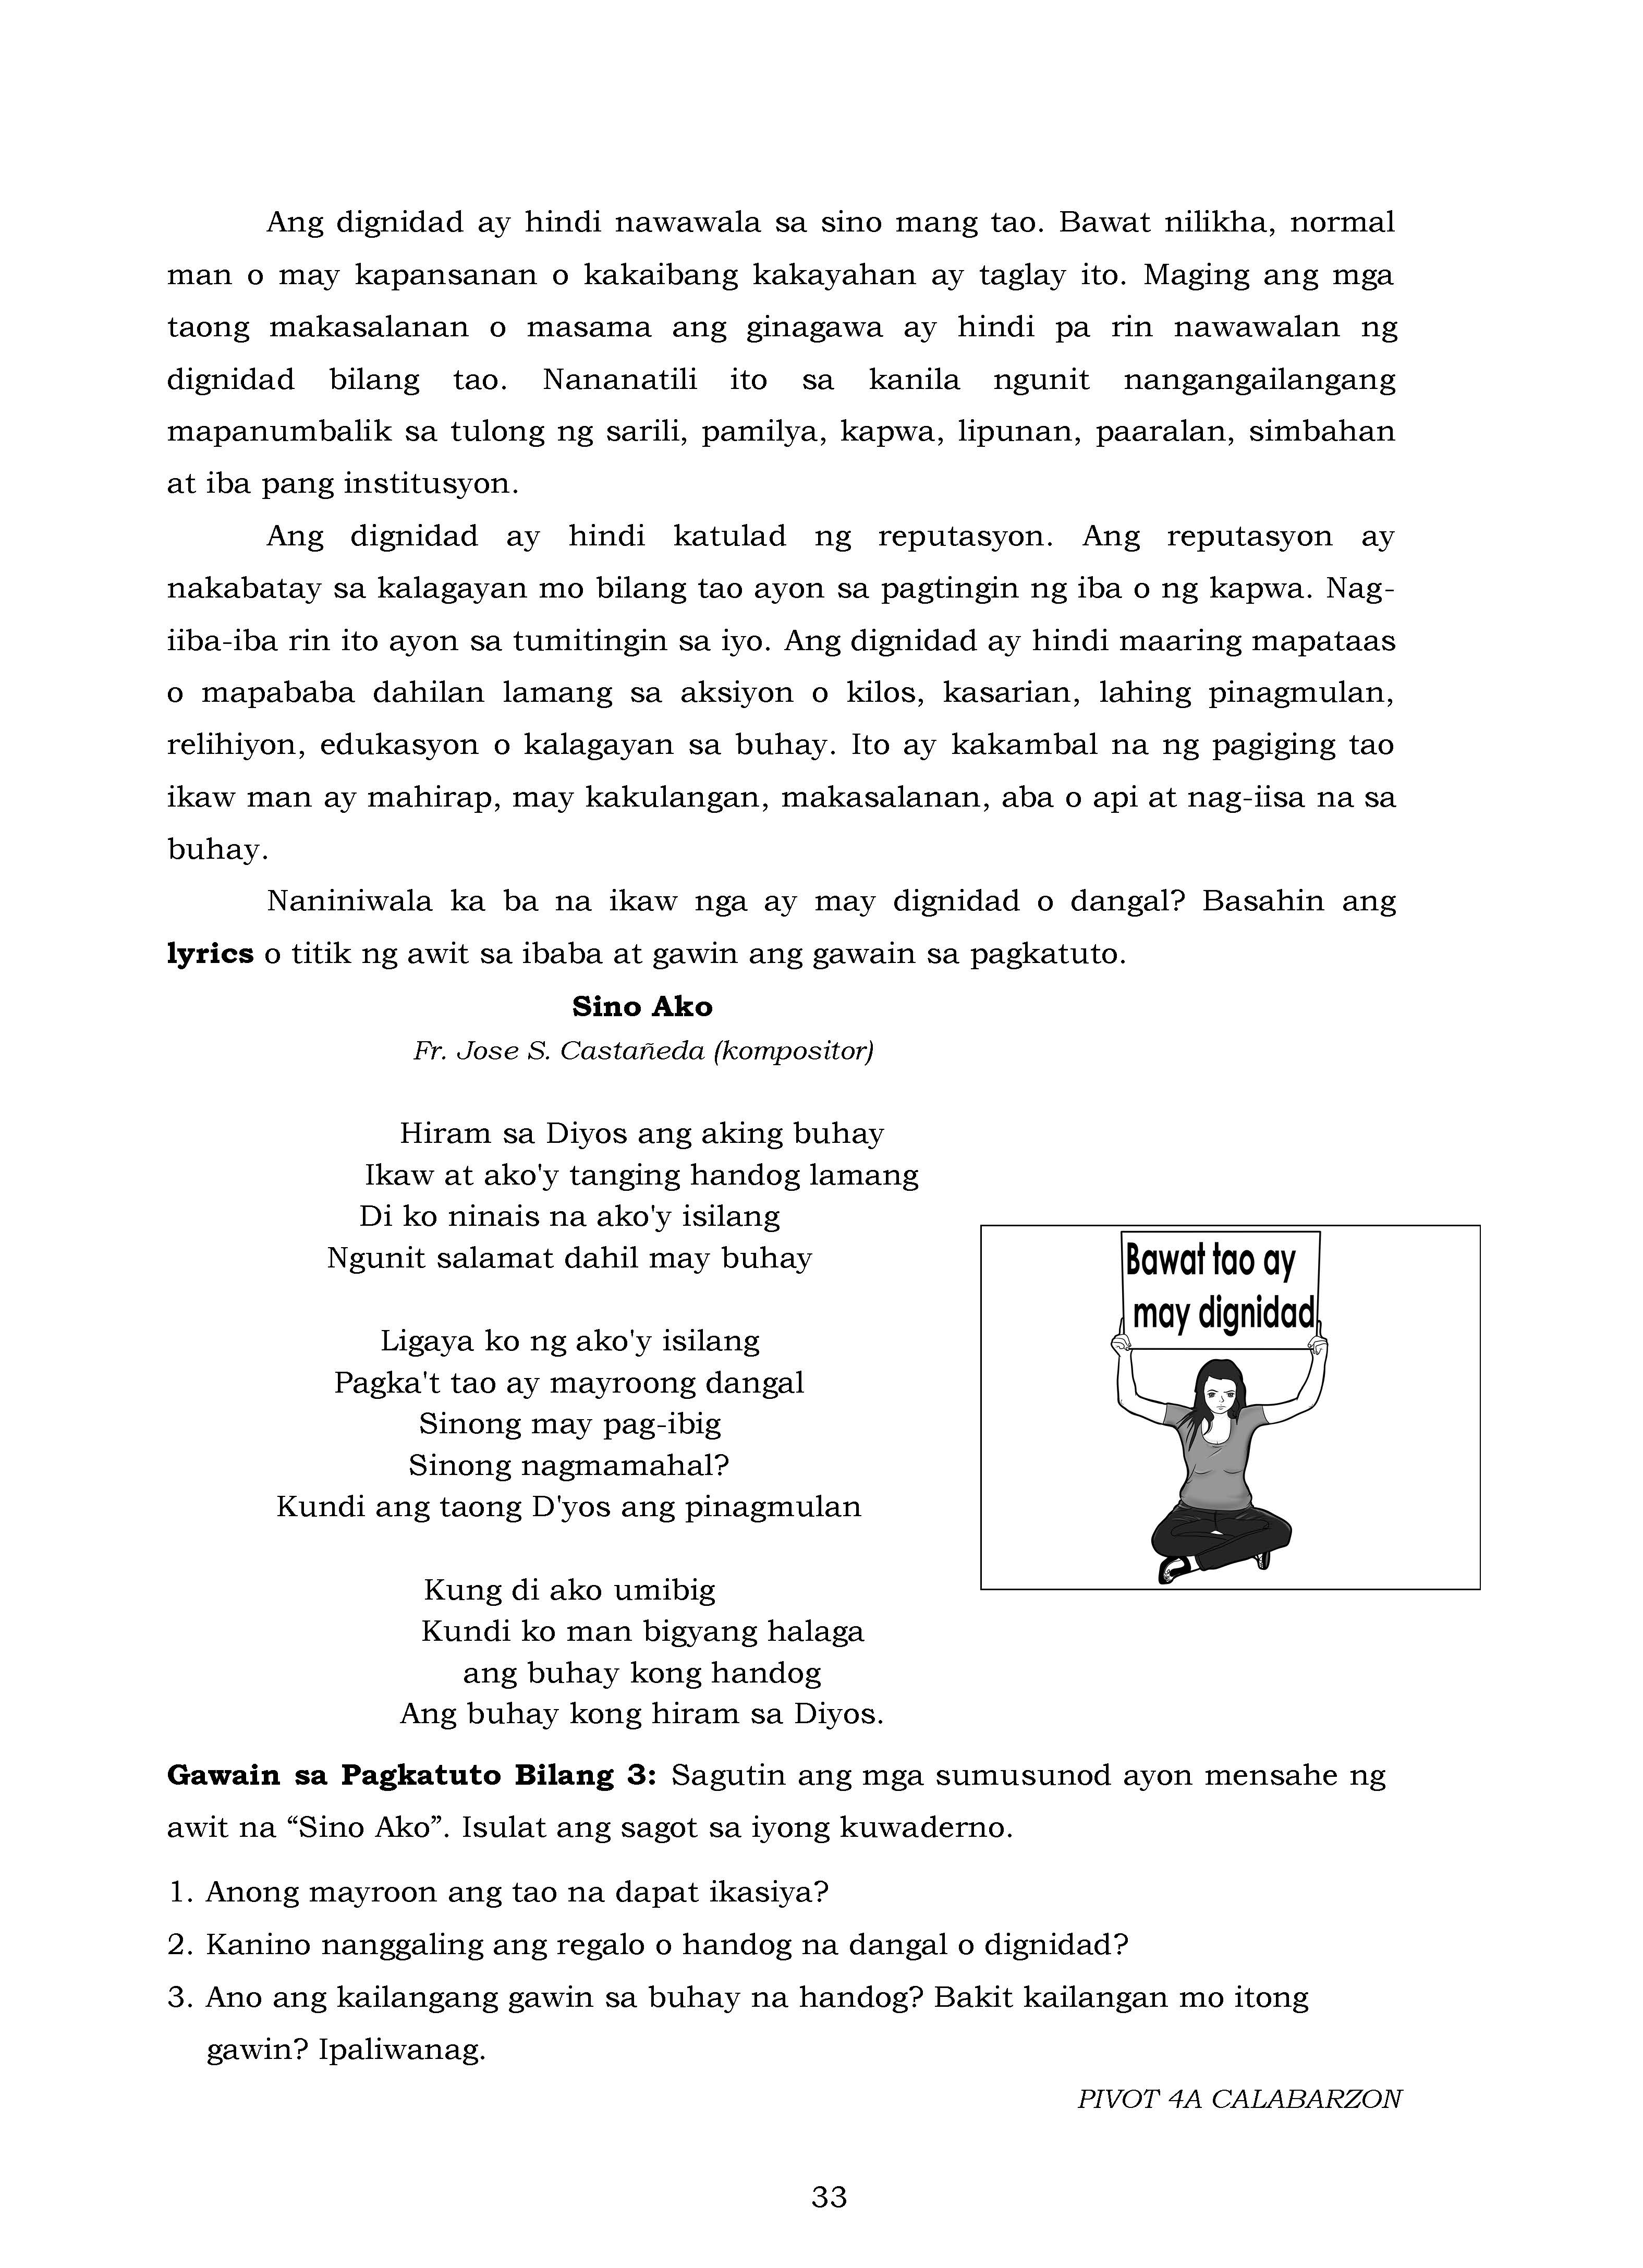 Ang dignidad ay hindi nawawala sa sino mang tao. Bawat nilikha, normal
man o may kapansanan o kakaibang kakayahan ay taglay ito. Maging ang mga
taong makasalanan o masama ang ginagawa ay hindi pa rin nawawalan ng
dignidad bilang tao. Nananatili ito sa kanila ngunit nangangailangang
mapanumbalik sa tulong ng sarili, pamilya, kapwa, lipunan, paaralan, simbahan
at iba pang institusyon.
Ang dignidad ay hindi katulad ng reputasyon. Ang reputasyon ay
nakabatay sa kalagayan mo bilang tao ayon sa pagtingin ng iba o ng kapwa. Nag-
iiba-iba rin ito ayon sa tumitingin sa iyo. Ang dignidad ay hindi maaring mapataas
o mapababa dahilan lamang sa aksiyon o kilos, kasarian, lahing pinagmulan,
relihiyon, edukasyon o kalagayan sa buhay. Ito ay kakambal na ng pagiging tao
ikaw man ay mahirap, may kakulangan, makasalanan, aba o api at nag-iisa na sa
buhay.
Naniniwala ka ba na ikaw nga ay may dignidad o dangal? Basahin ang
lyrics o titik ng awit sa ibaba at gawin ang gawain sa pagkatuto.
Sino Ako
Fr. Jose S. Castañeda (kompositor)
Hiram sa Diyos ang aking buhay
Ikaw at ako'y tanging handog lamang
Di ko ninais na ako'y isilang
Ngunit salamat dahil may buhay
Ligaya ko ng ako'y isilang
Pagka't tao ay mayroong dangal
Sinong may pag-ibig
Sinong nagmamahal?
Kundi ang taong D'yos ang pinagmulan
Kung di ako umibig
Kundi ko man bigyang halaga
ang buhay kong handog
Ang buhay kong hiram sa Diyos.
Bawat tao ay
may dignidad
Gawain sa Pagkatuto Bilang 3: Sagutin ang mga sumusunod ayon mensahe ng
awit na “Sino Ako”. Isulat ang sagot sa iyong kuwaderno.
1. Anong mayroon ang tao na dapat ikasiya?
2. Kanino nanggaling ang regalo o handog na dangal o dignidad?
3. Ano ang kailangang gawin sa buhay na handog? Bakit kailangan mo itong
gawin? Ipaliwanag.
PIVOT 4A CALABARZON
33